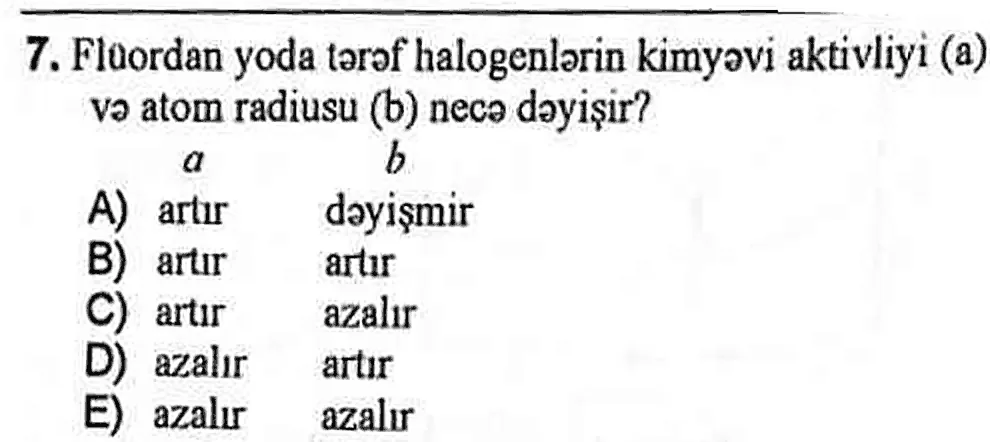 7. Flüordan yoda tərəf halogenlərin kimyəvi aktivliyi (a)
və atom radiusu (b) necə dəyişir?
a b
A) artır dəyişmir
B) artır artır
C) artır azalır
D) azalır artır
E) azalır azalır